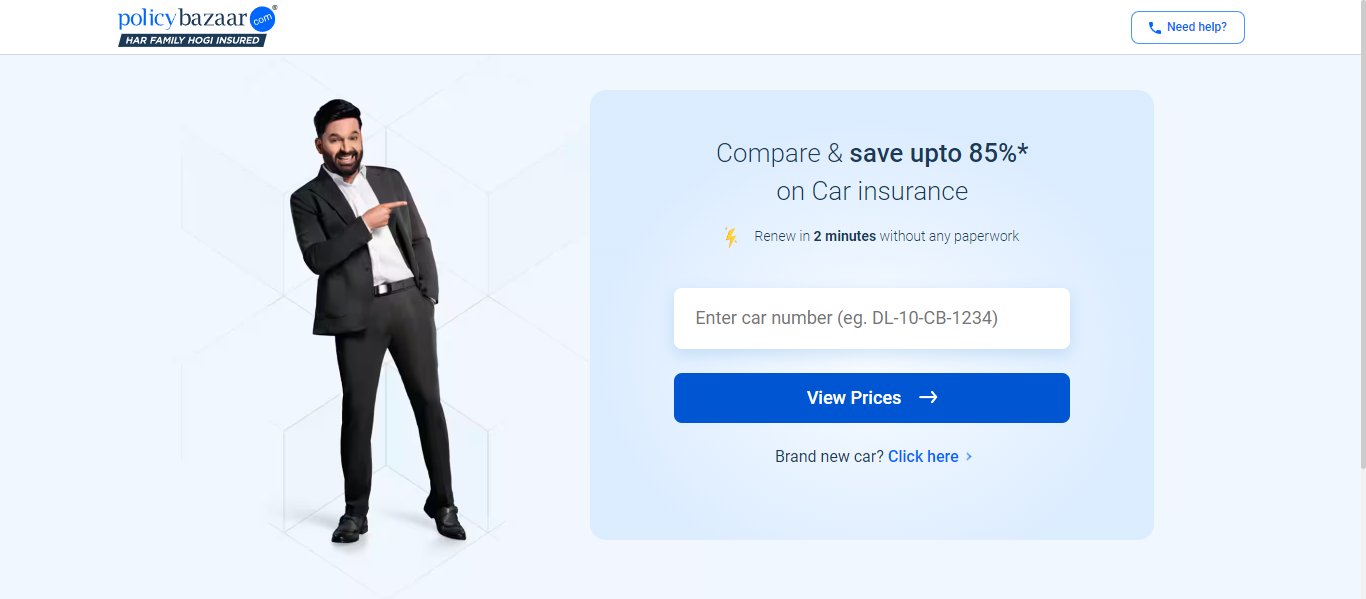 policybazaar.com®
HAR FAMILY HOGI INSURED
Need help?
Compare & save upto 85%*
on Car insurance
Renew in 2 minutes without any paperwork
Enter car number (eg. DL-10-CB-1234)
View Prices →
Brand new car? Click here >